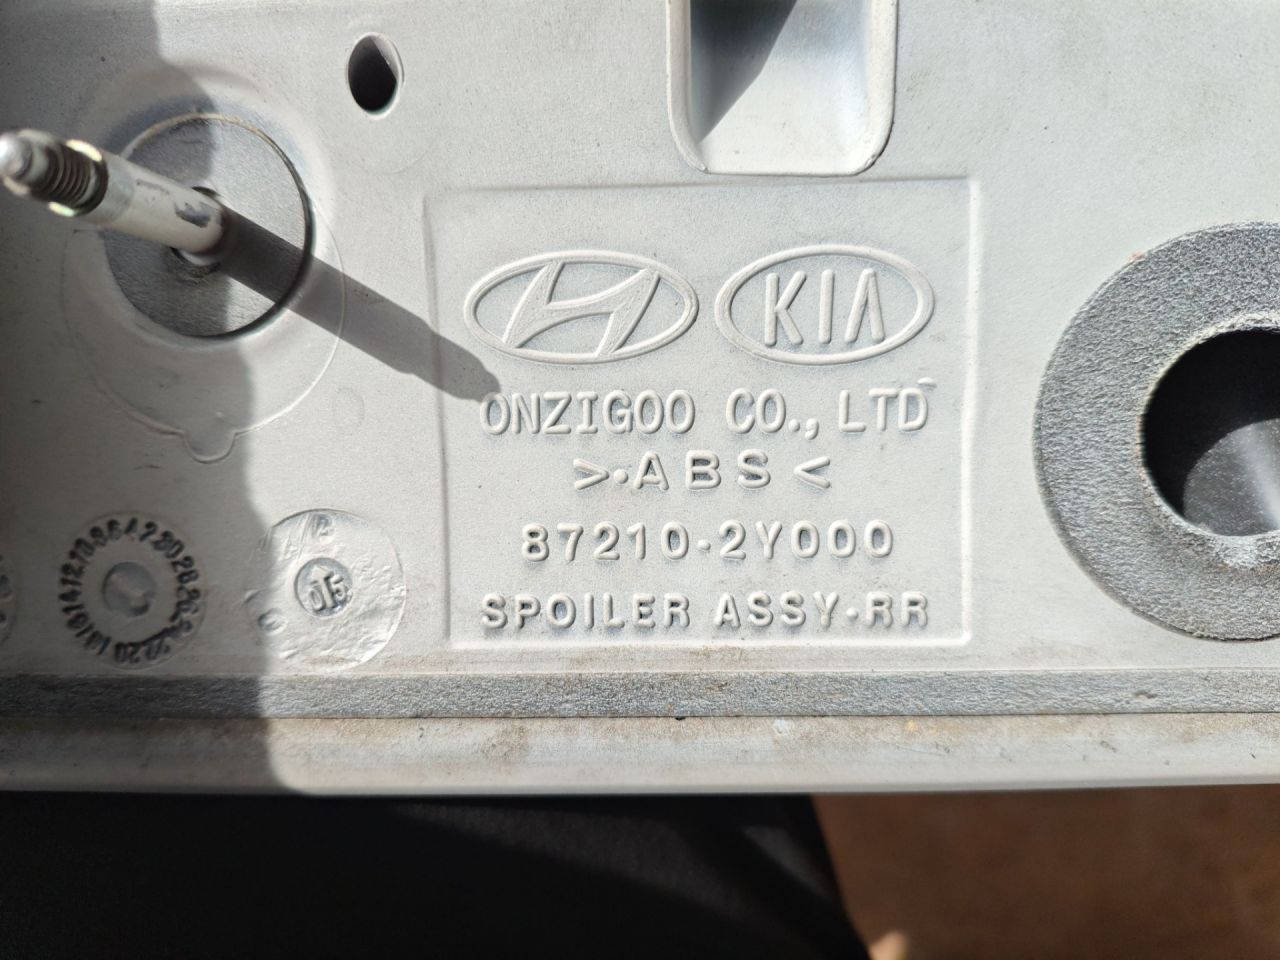 KIA
ONZIGOO CO., LTD
>·ABS<
87210-2Y000
SPOILER ASSY-RR